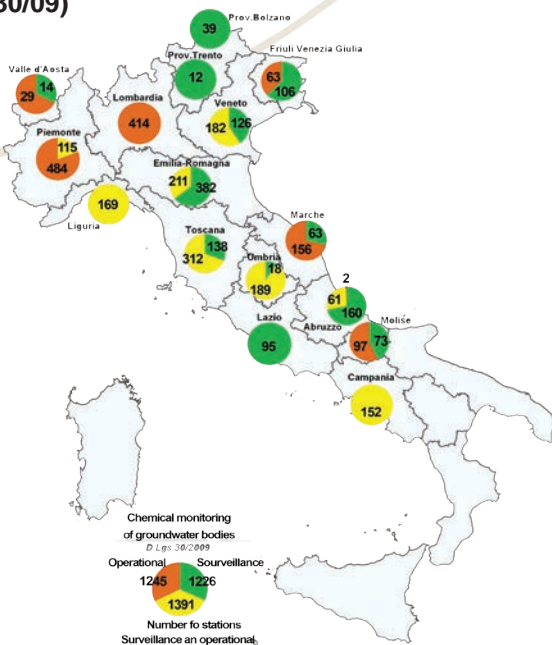 30/09)
Prov.Bolzano
39
Prov.Trento
12
Friuli Venezia Giulia
63
106
Valle d'Aosta
14
29
Lombardia
414
Veneto
182
126
Piemonte
115
484
Emilia-Romagna
211
382
169
Liguria
Marche
63
156
Toscana
138
312
Umbria
18
189
2
61
160
Abruzzo
Molise
97
73
Lazio
95
Campania
152
Chemical monitoring
of groundwater bodies
D Lgs.30/2009
Operational Sourveillance
1245 1226
1391
Number fo stations
Surveillance an operational